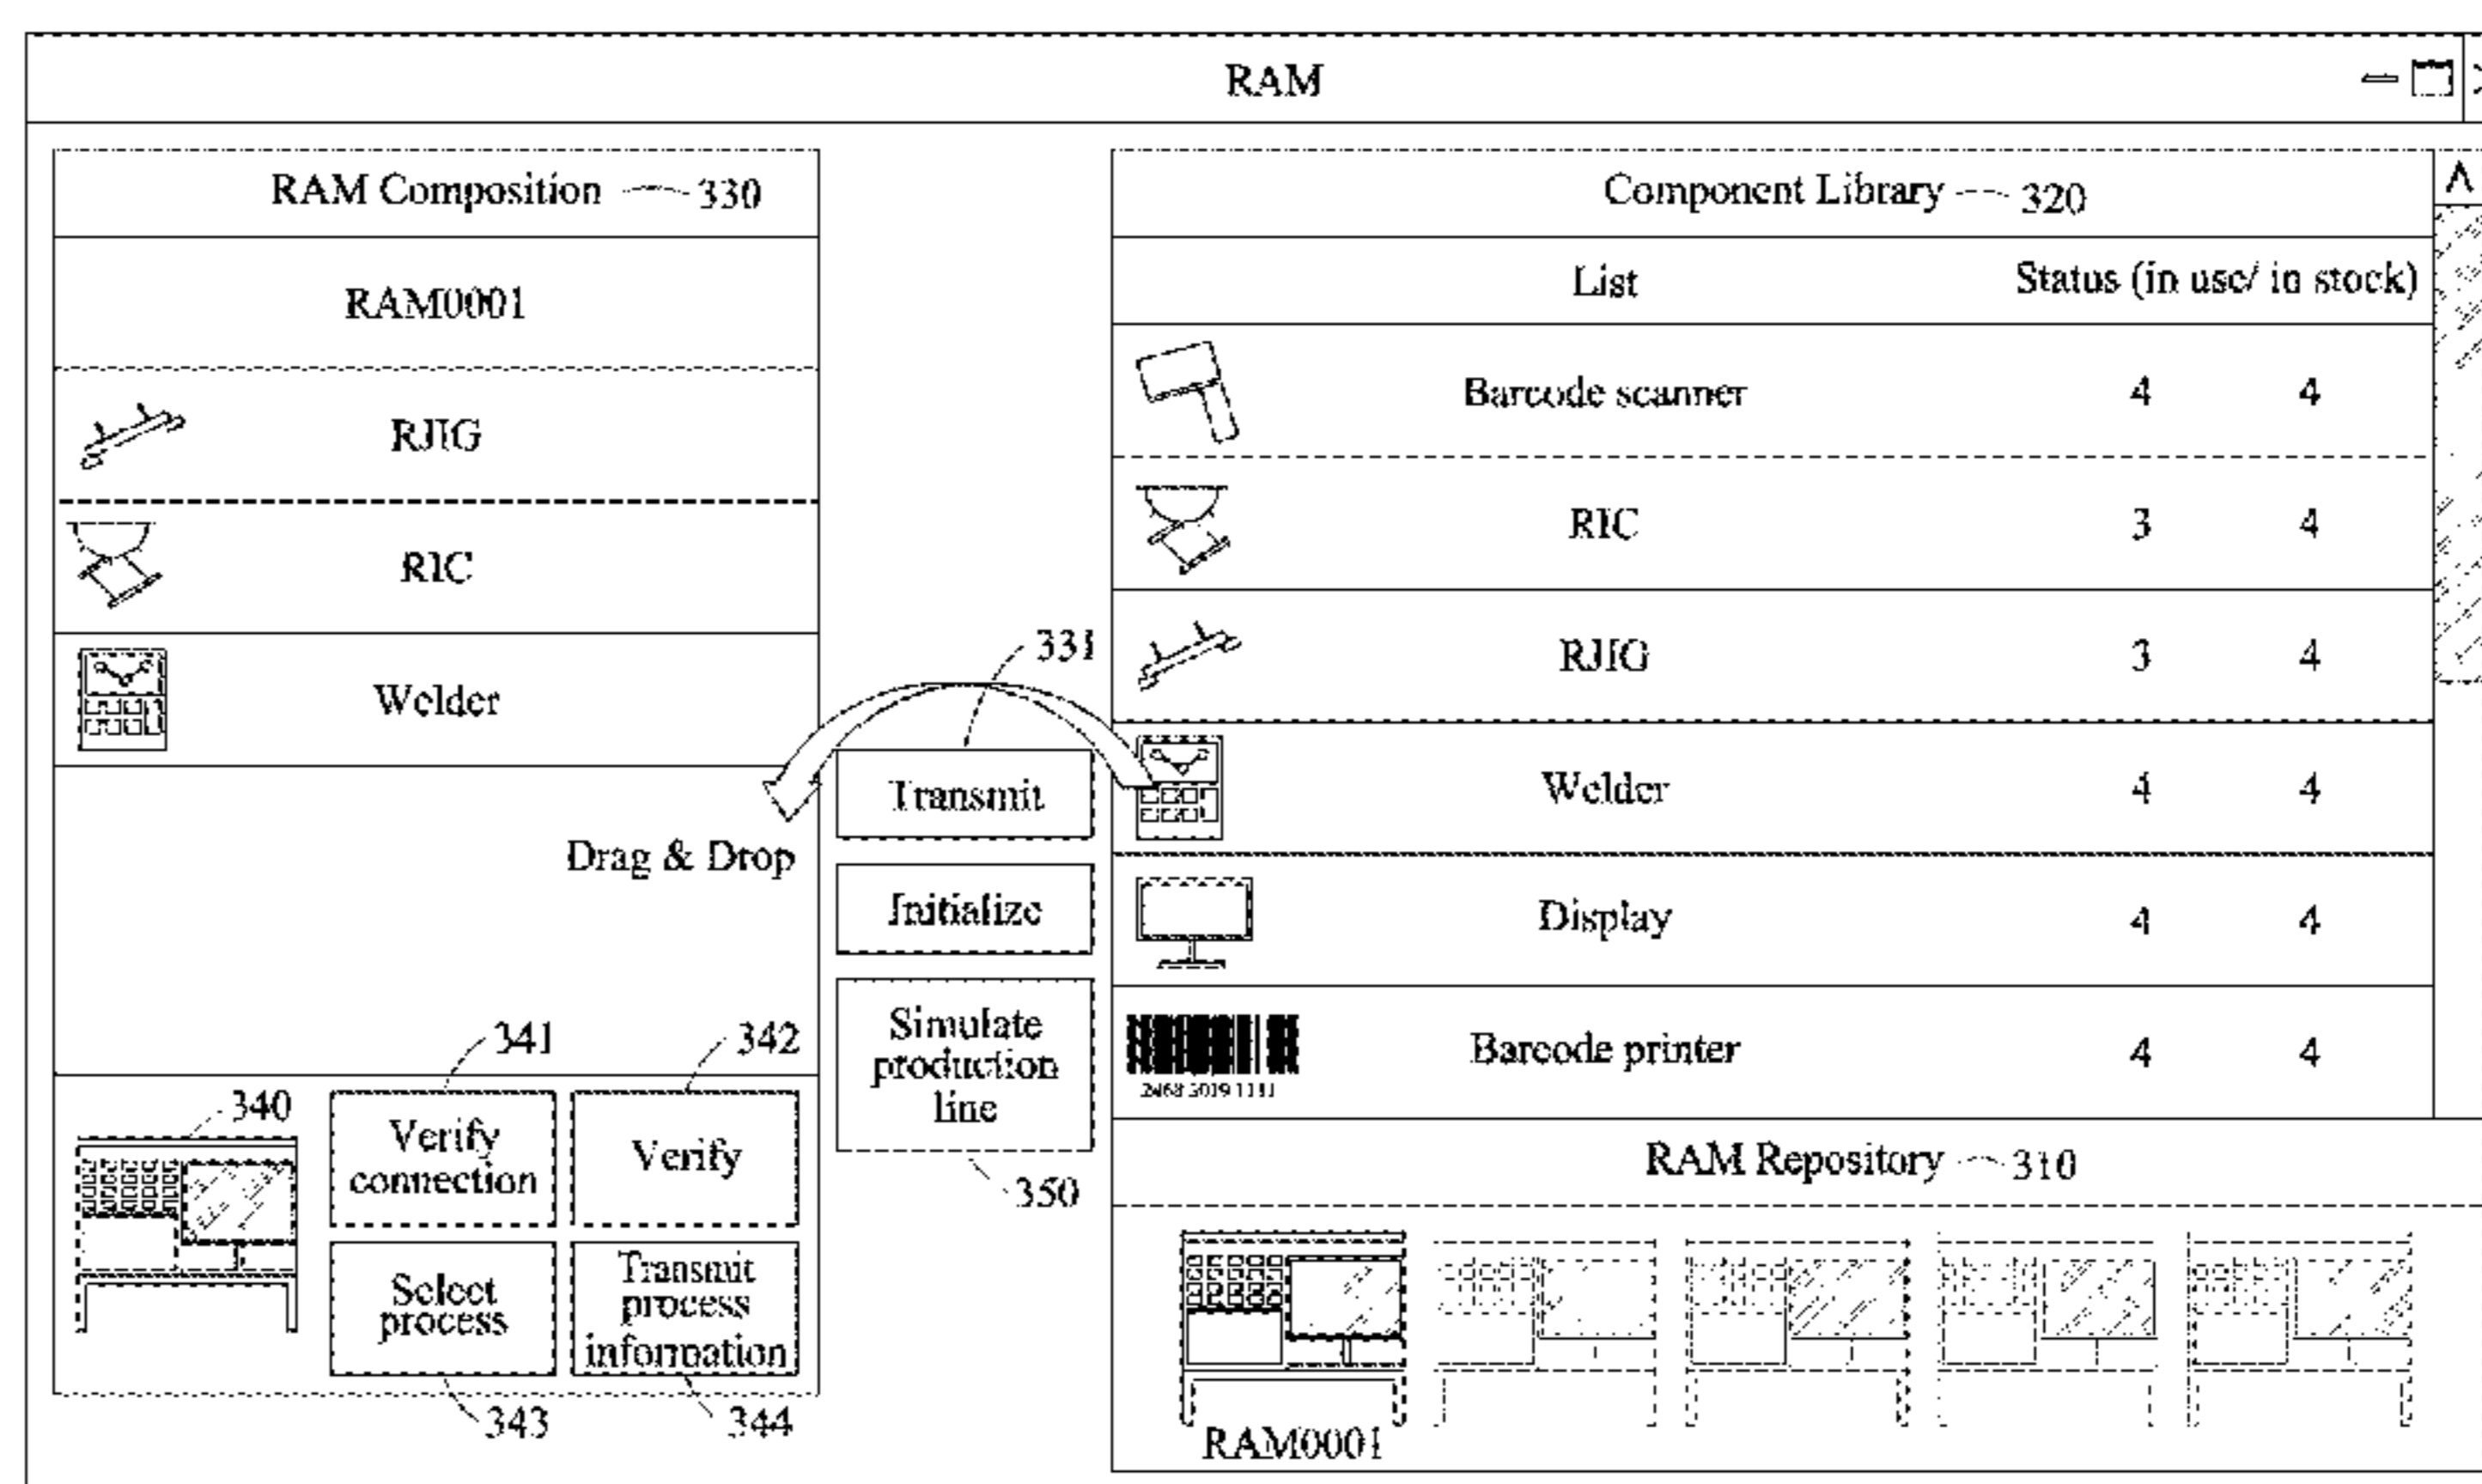 RAM
RAM Composition 330
RAM0001
RJIG
RIC
Welder
Drag & Drop
331
Transmit
Initialize
Simulate
production
line
350
340
341
Verify
connection
342
Verify
Select
process
343
Transmit
process
information
344
Component Library 320
List Status (in use/ in stock)
Barcode scanner 4 4
RIC 3 4
RJIG 3 4
Welder 4 4
Display 4 4
Barcode printer 4 4
RAM Repository 310
RAM0001